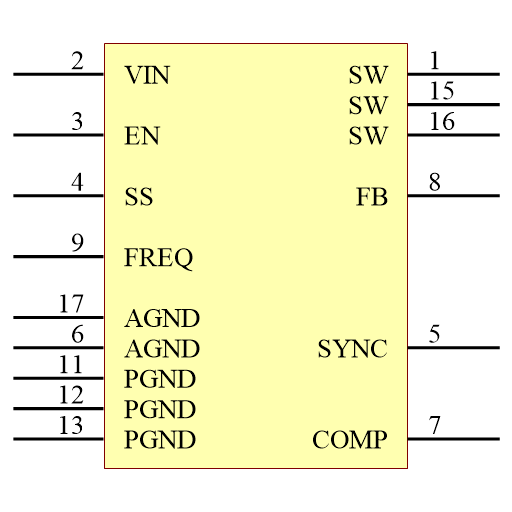 2 VIN SW 1
SW 15
3 EN SW 16
4 SS FB 8
9 FREQ
17 AGND
6 AGND SYNC 5
11 PGND
12 PGND
13 PGND COMP 7